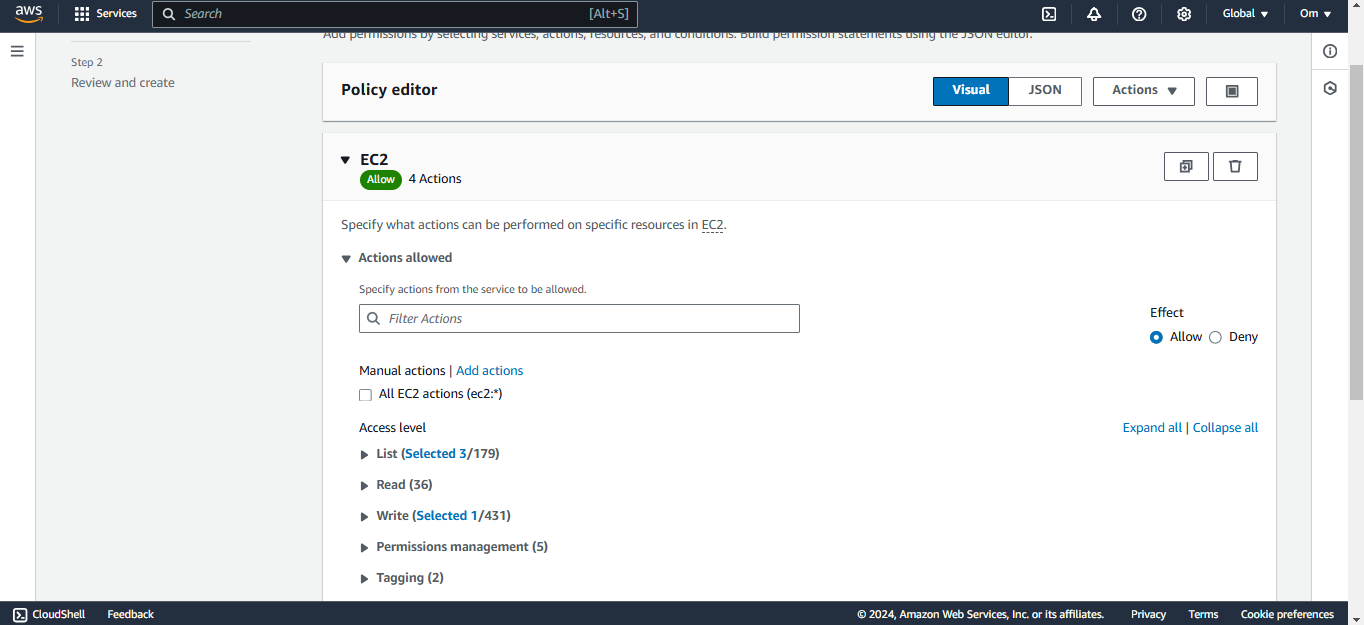 aws Services Search [Alt+S] Global Om
Add permissions by selecting services, actions, resources, and conditions. Build permission statements using the JSON editor.
Step 2
Review and create
Policy editor Visual JSON Actions
EC2
Allow 4 Actions
Specify what actions can be performed on specific resources in EC2.
Actions allowed
Specify actions from the service to be allowed.
Filter Actions
Effect
Allow Deny
Manual actions | Add actions
All EC2 actions (ec2:*)
Access level Expand all | Collapse all
List (Selected 3/179)
Read (36)
Write (Selected 1/431)
Permissions management (5)
Tagging (2)
CloudShell Feedback © 2024, Amazon Web Services, Inc. or its affiliates. Privacy Terms Cookie preferences